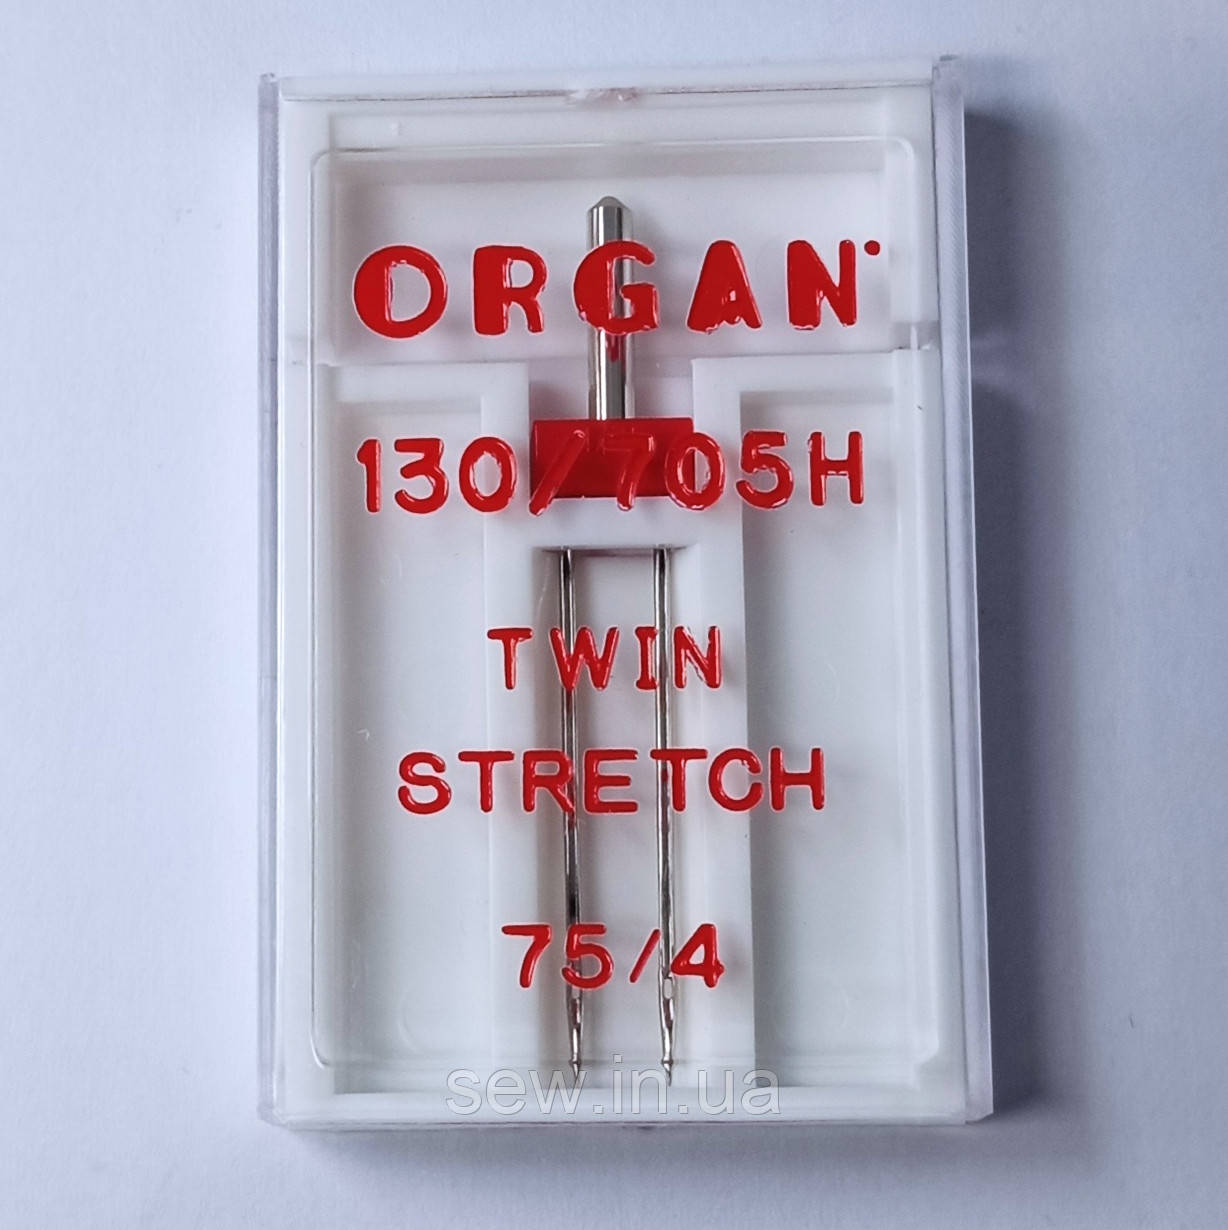 ORGAN
130/705H
TWIN
STRETCH
75/4
sew.in.ua